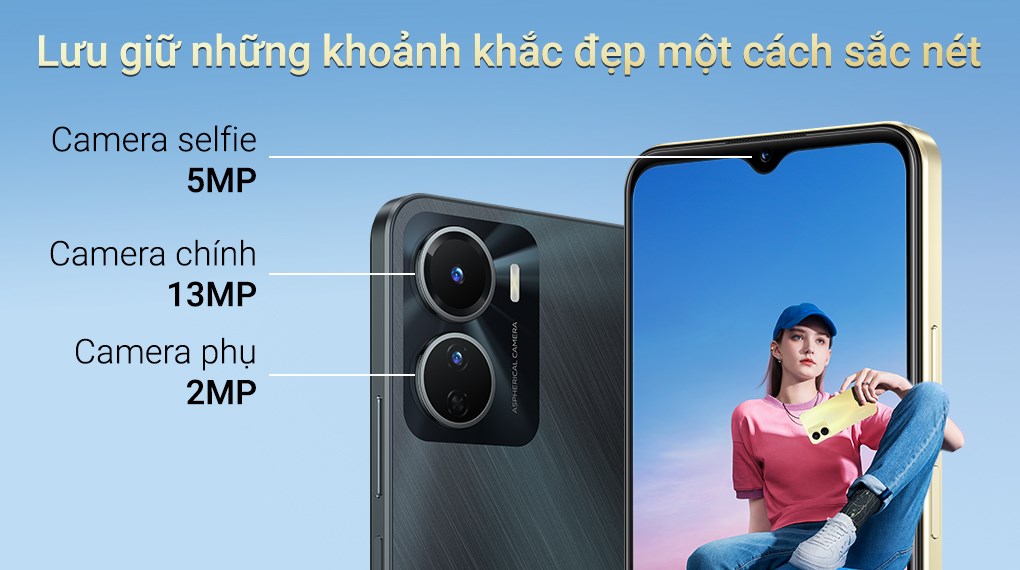 Lưu giữ những khoảnh khắc đẹp một cách sắc nét
Camera selfie
5MP
Camera chính
13MP
Camera phụ
2MP
ASPHERICAL CAMERA